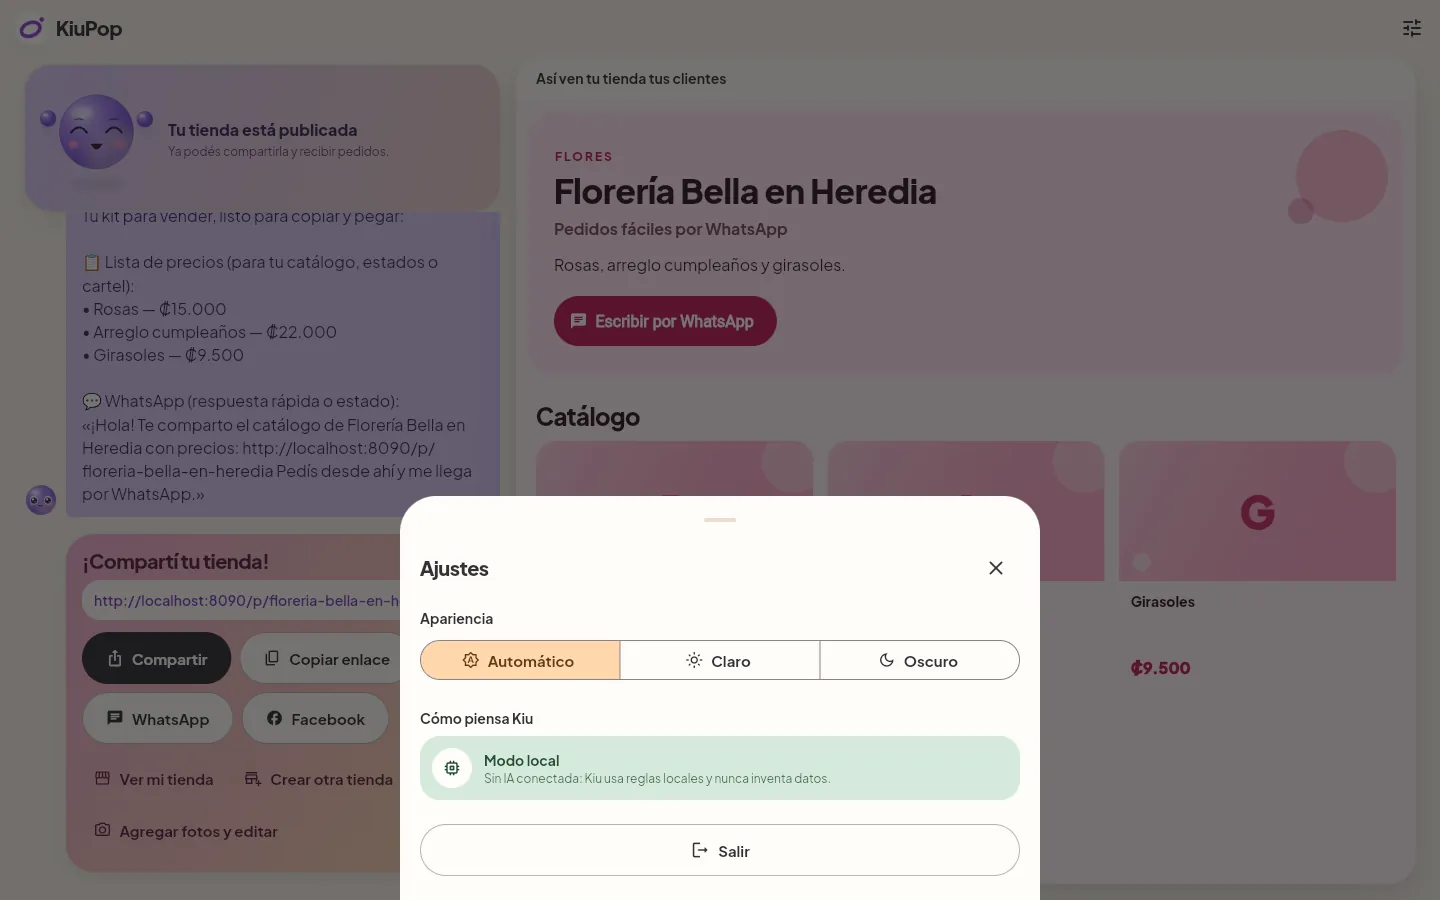 KiuPop
Tu tienda está publicada
Ya podés compartirla y recibir pedidos.
Tu kit para vender, listo para copiar y pegar:
📋 Lista de precios (para tu catálogo, estados o
cartel):
• Rosas — ₡15.000
• Arreglo cumpleaños — ₡22.000
• Girasoles — ₡9.500
💬 WhatsApp (respuesta rápida o estado):
«¡Hola! Te comparto el catálogo de Florería Bella en
Heredia con precios: http://localhost:8090/p/
floreria-bella-en-heredia Pedís desde ahí y me llega
por WhatsApp.»
¡Compartí tu tienda!
http://localhost:8090/p/floreria-bella-en-h
Compartir
Copiar enlace
WhatsApp
Facebook
Ver mi tienda
Crear otra tienda
Agregar fotos y editar
Así ven tu tienda tus clientes
FLORES
Florería Bella en Heredia
Pedidos fáciles por WhatsApp
Rosas, arreglo cumpleaños y girasoles.
Escribir por WhatsApp
Catálogo
G
Girasoles
₡9.500
Ajustes
Apariencia
Automático
Claro
Oscuro
Cómo piensa Kiu
Modo local
Sin IA conectada: Kiu usa reglas locales y nunca inventa datos.
Salir